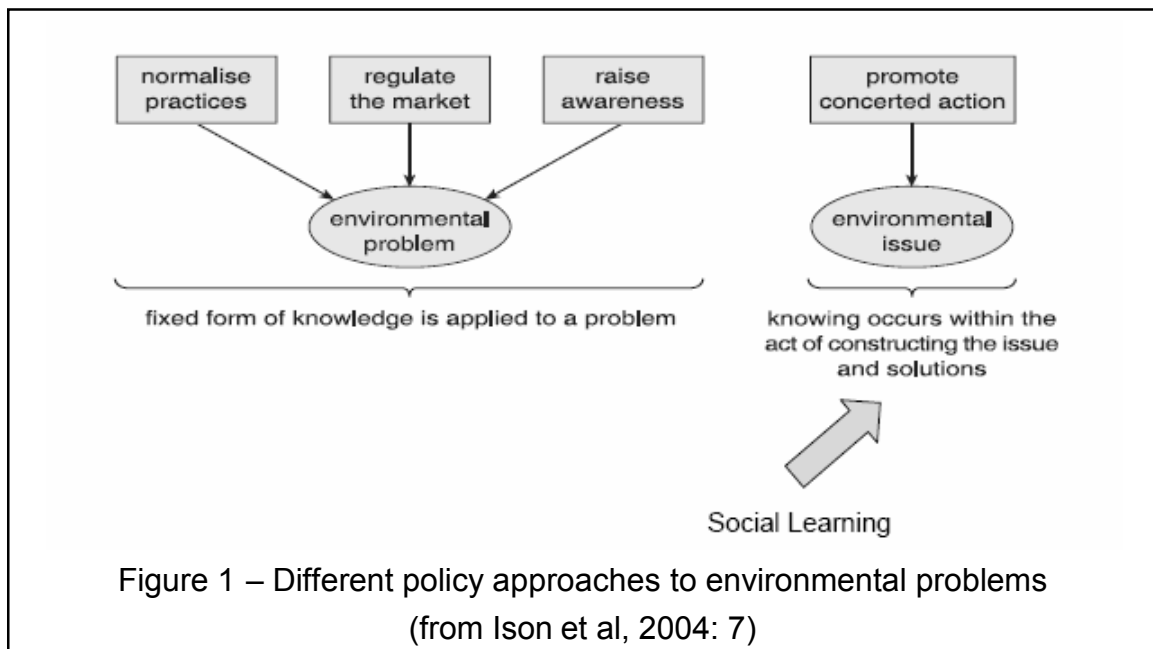 normalise
practices
regulate
the market
raise
awareness
promote
concerted action
environmental
problem
environmental
issue
fixed form of knowledge is applied to a problem
knowing occurs within the
act of constructing the issue
and solutions
Social Learning
Figure 1 – Different policy approaches to environmental problems
(from Ison et al, 2004: 7)